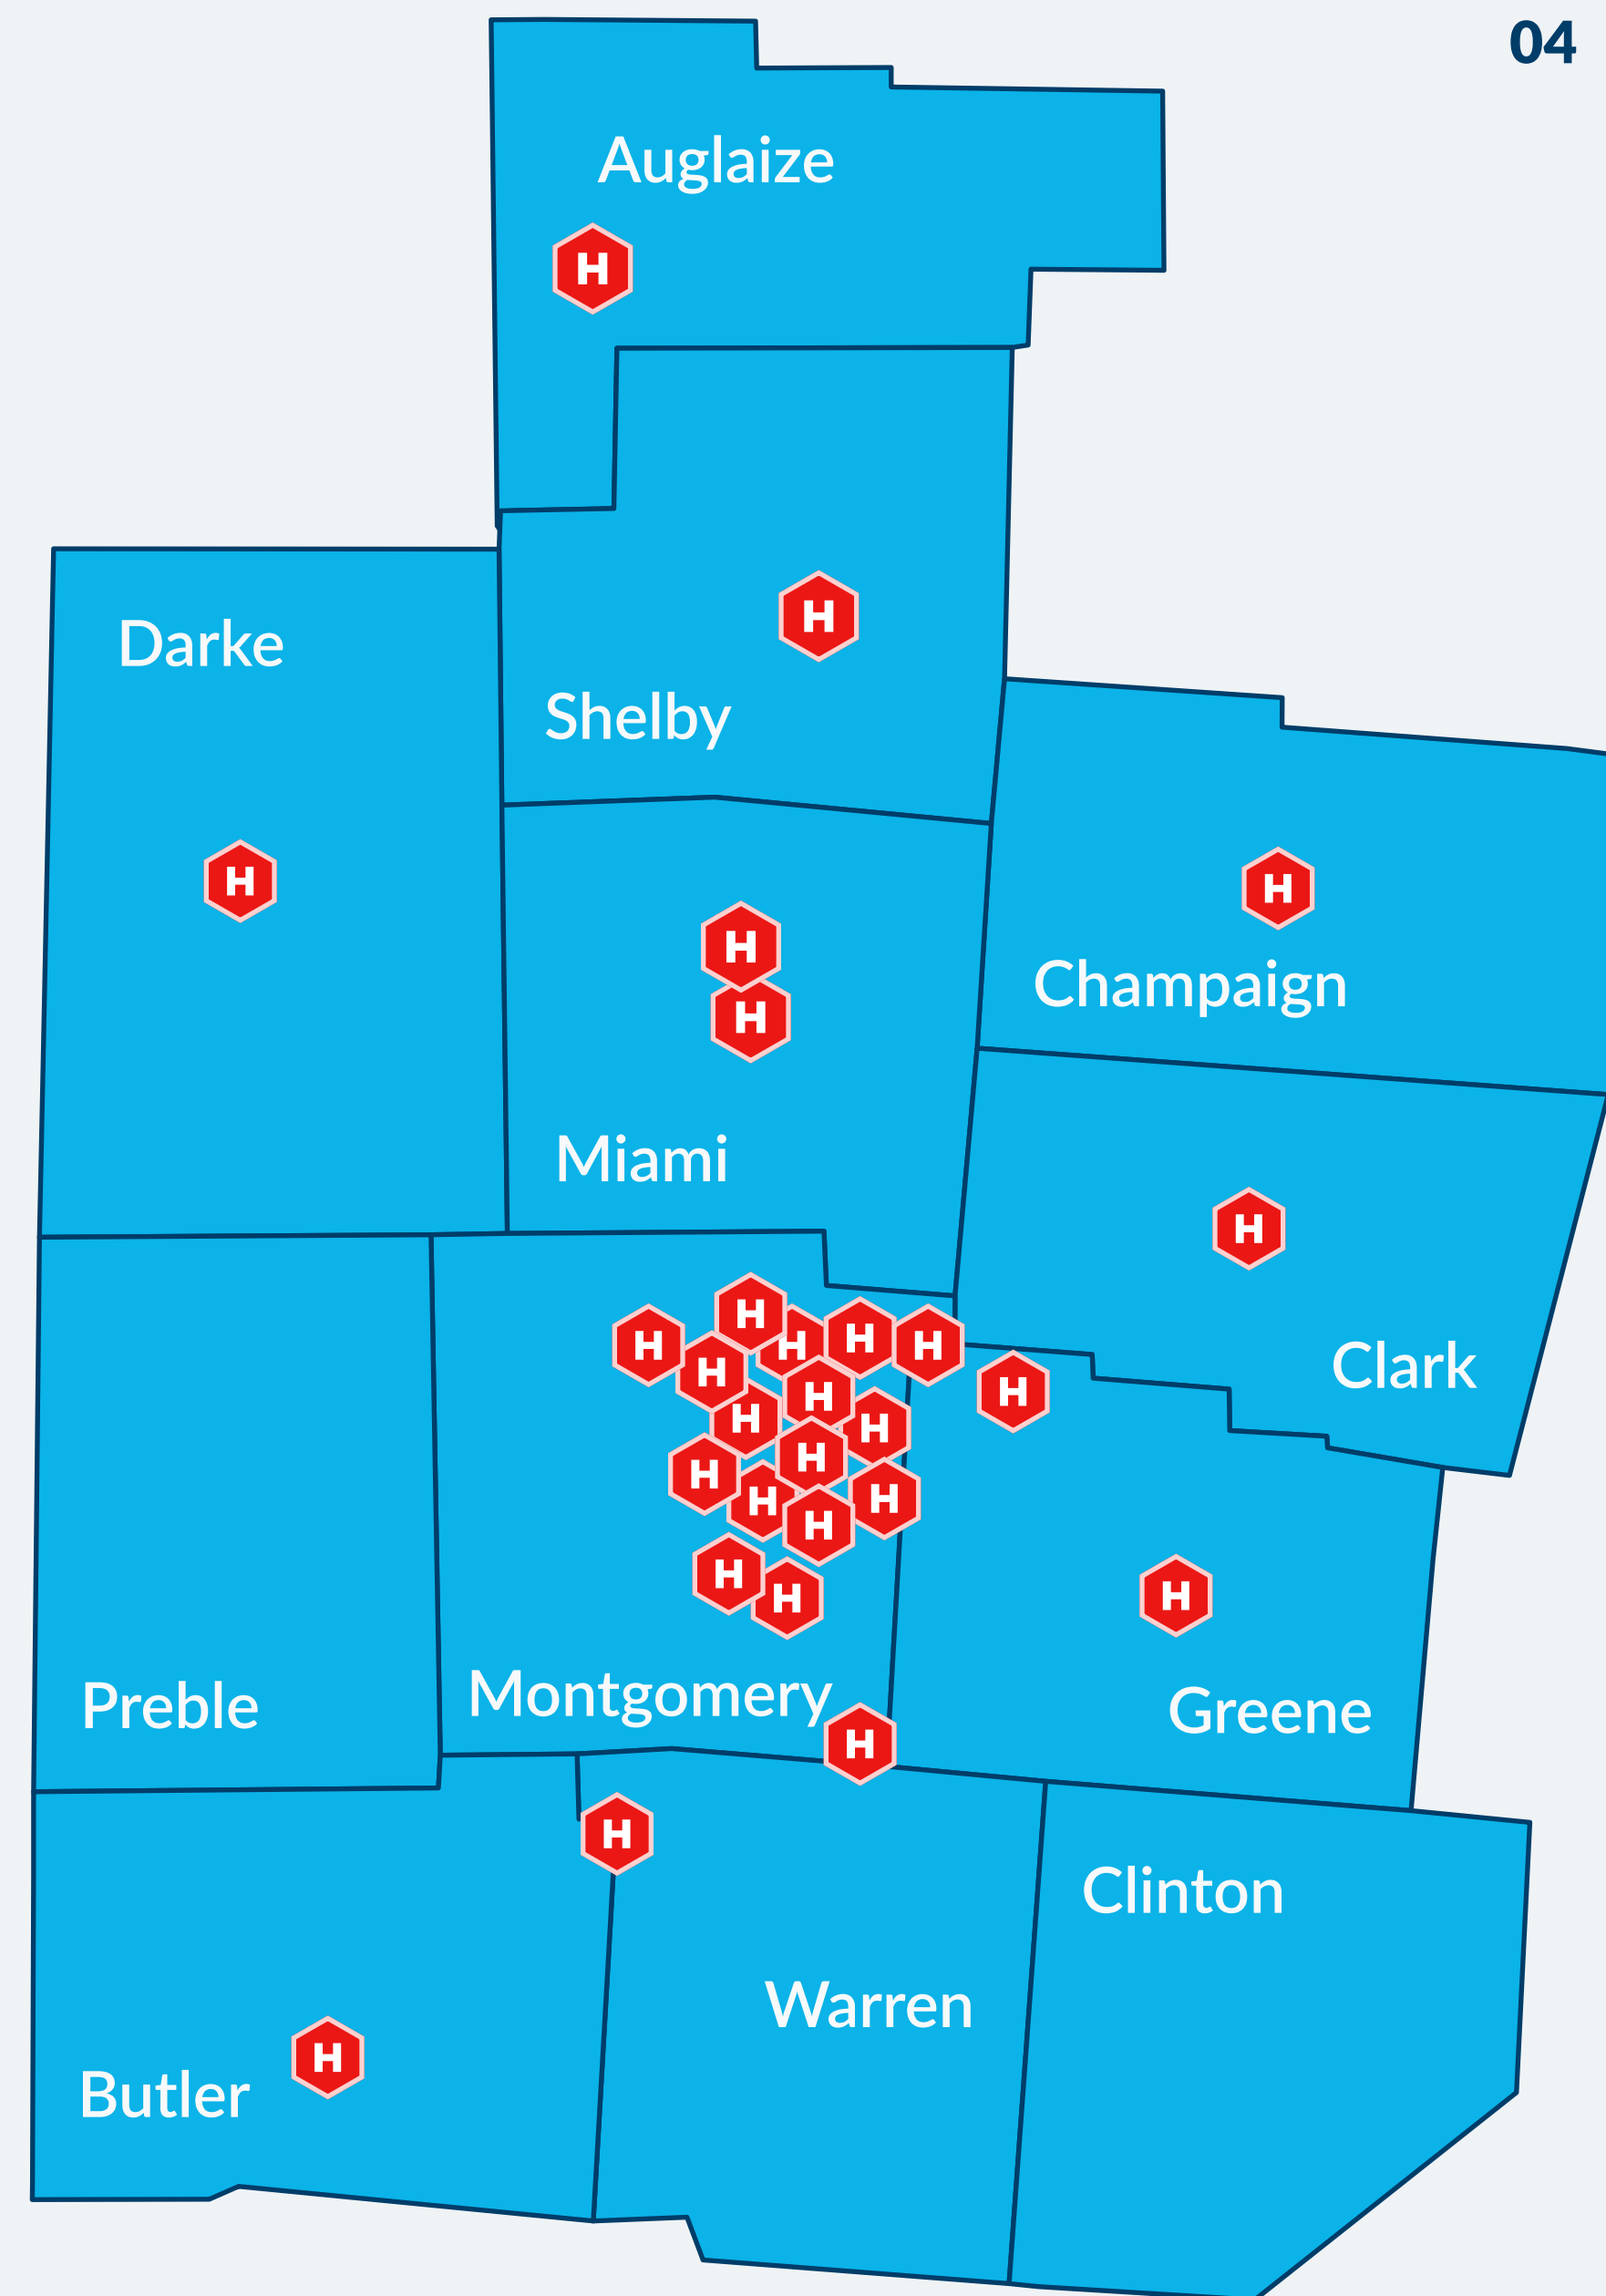 04
Auglaize
H
H
Darke
Shelby
H
H
H
Champaign
H
H
Miami
H
H
H
H
H
H
H
H
Clark
H
H
H
H
H
H
H
H
H
H
H
Preble
Montgomery
Greene
H
H
Clinton
Warren
H
Butler